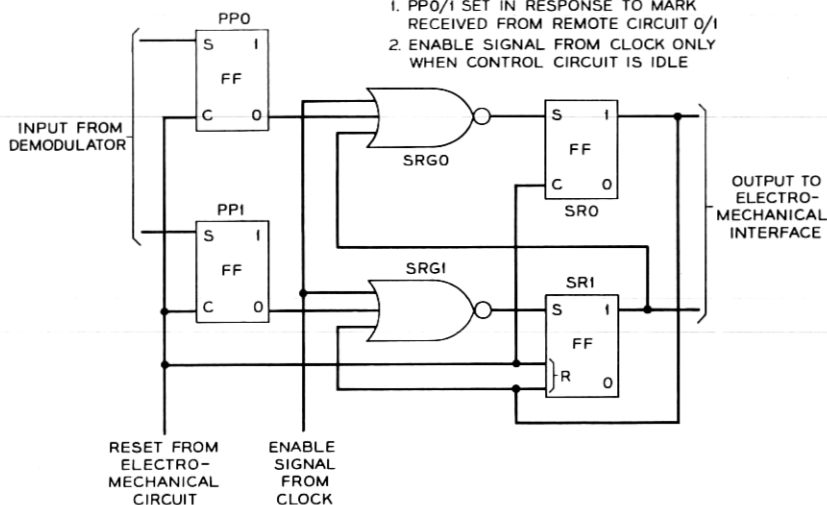 1. PPO/1 SET IN RESPONSE TO MARK
RECEIVED FROM REMOTE CIRCUIT 0/1
2. ENABLE SIGNAL FROM CLOCK ONLY
WHEN CONTROL CIRCUIT IS IDLE
PP0
S 1
FF
C 0
INPUT FROM
DEMODULATOR
PP1
S 1
FF
C 0
SRG0
SRG1
S 1
FF
C 0
SR0
SR1
S 1
FF
R
0
OUTPUT TO
ELECTRO-
MECHANICAL
INTERFACE
RESET FROM
ELECTRO-
MECHANICAL
CIRCUIT
ENABLE
SIGNAL
FROM
CLOCK